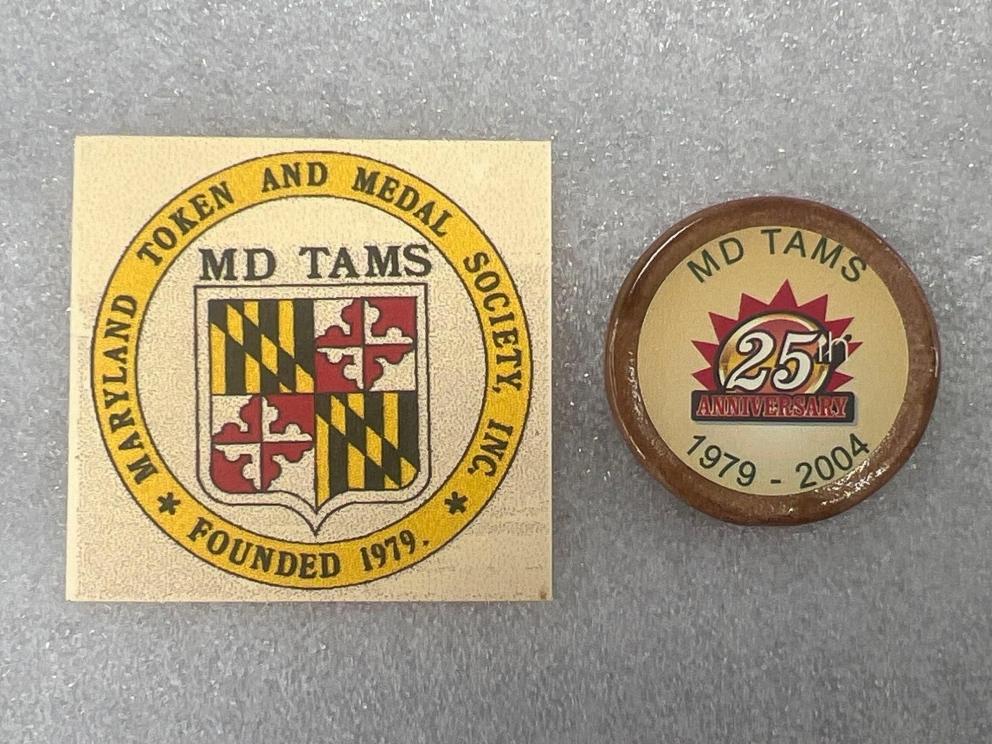 MARYLAND TOKEN AND MEDAL SOCIETY, INC.
MD TAMS
* FOUNDED 1979. *
MD TAMS
25th
ANNIVERSARY
1979 - 2004